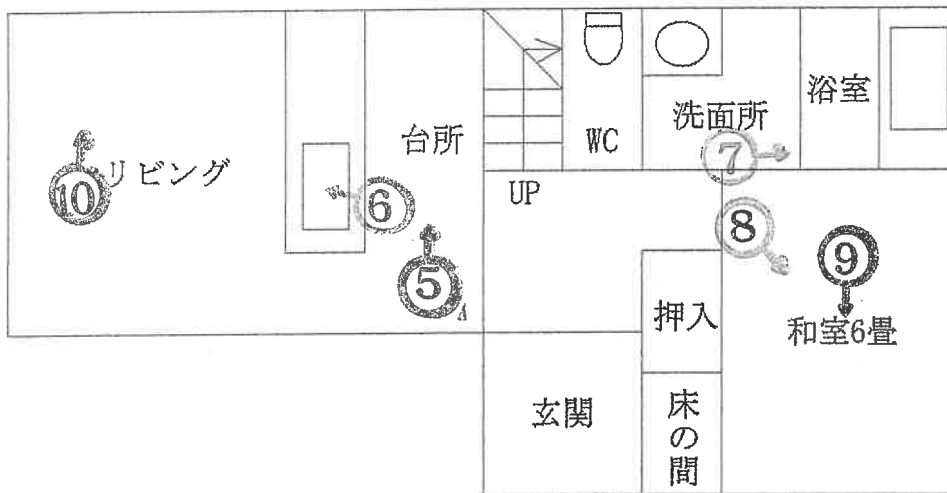 浴室
洗面所
台所
WC
⑦
リビング
⑩
⑥
UP
⑧
⑨
⑤
押入
和室6畳
玄関
床の間